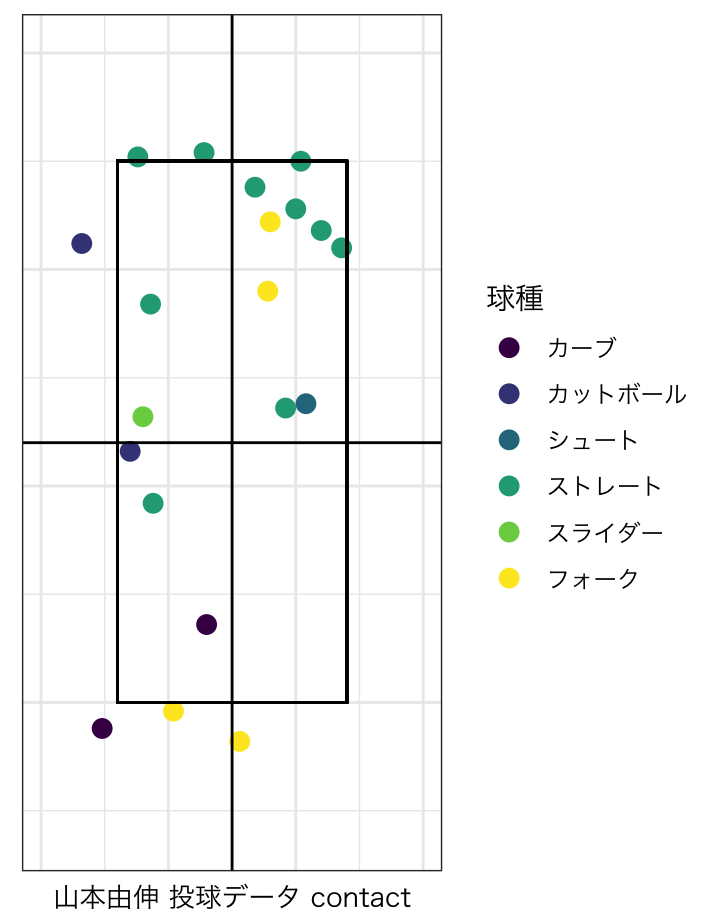 球種
カーブ
カットボール
シュート
ストレート
スライダー
フォーク
山本由伸 投球データ contact